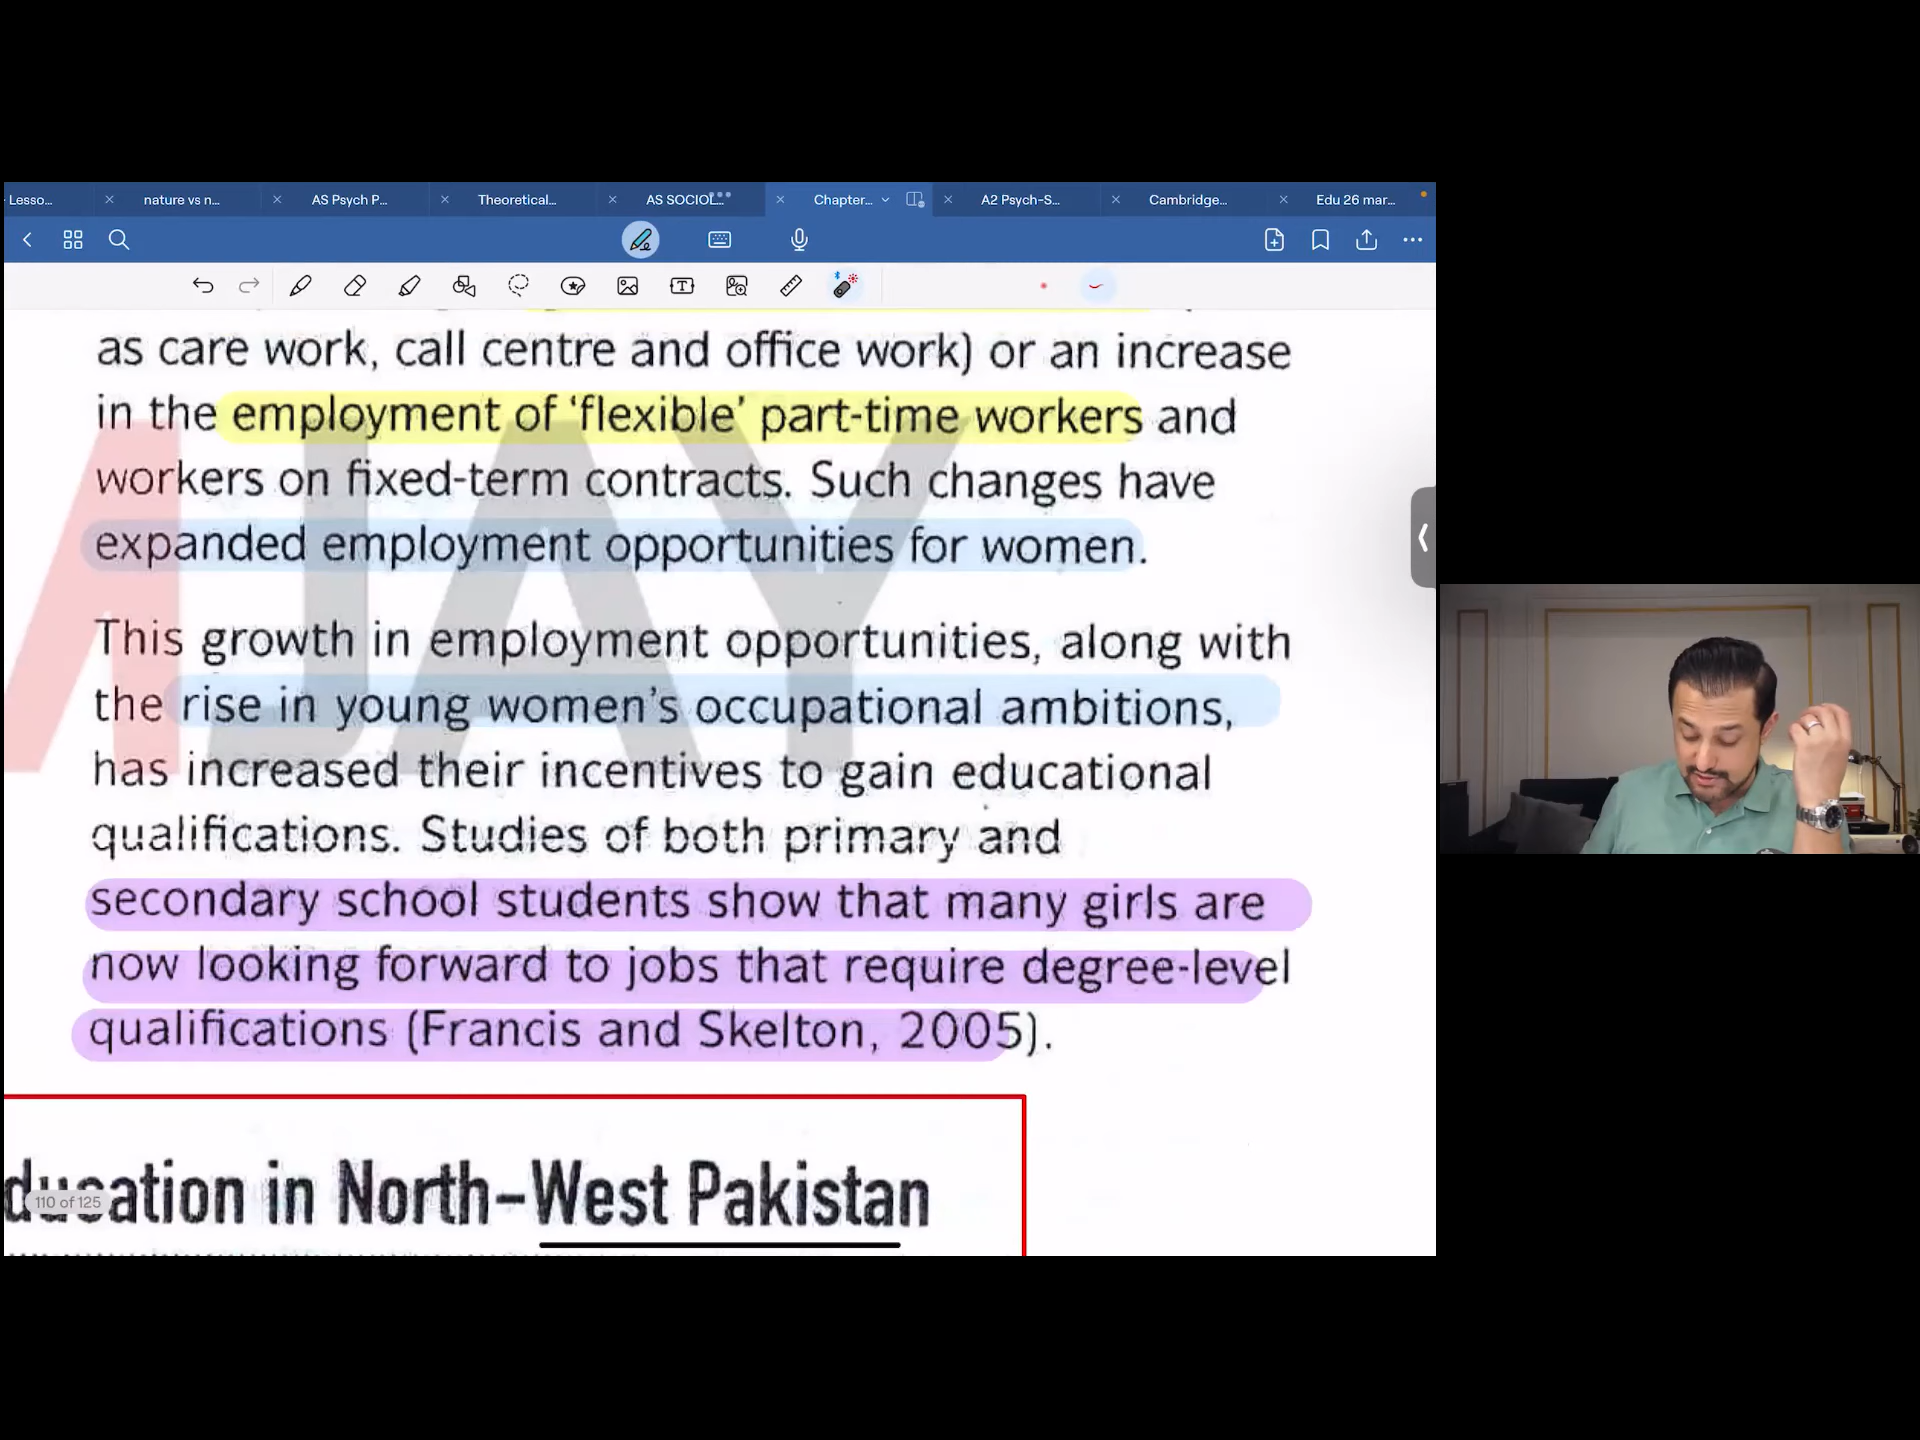 Lesso...
nature vs n...
AS Psych P...
Theoretical...
AS SOCIOL...
Chapter...
A2 Psych-S...
Cambridge...
Edu 26 mar...
as care work, call centre and office work) or an increase
in the employment of ‘flexible’ part-time workers and
workers on fixed-term contracts. Such changes have
expanded employment opportunities for women.
This growth in employment opportunities, along with
the rise in young women’s occupational ambitions,
has increased their incentives to gain educational
qualifications. Studies of both primary and
secondary school students show that many girls are
now looking forward to jobs that require degree-level
qualifications (Francis and Skelton, 2005).
ducation in North–West Pakistan
110 of 125
JAY